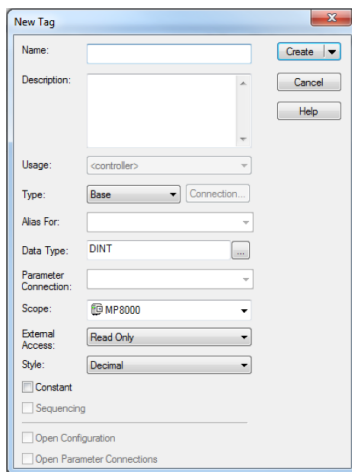 New Tag
Name:
Create
Description:
Cancel
Help
Usage: <controller>
Type: Base Connection...
Alias For:
Data Type: DINT ...
Parameter
Connection:
Scope: MP8000
External
Access: Read Only
Style: Decimal
Constant
Sequencing
Open Configuration
Open Parameter Connections